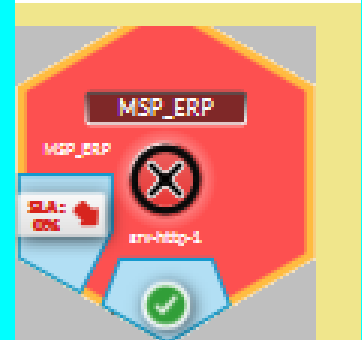 MSP_ERP
MSP_ERP
SLA:
0%
srv-http-1